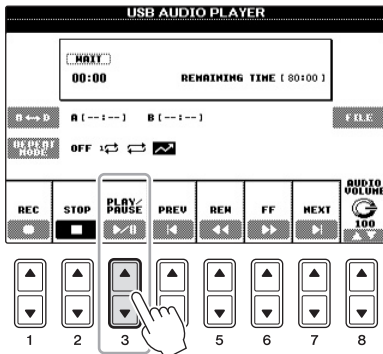 USB AUDIO PLAYER
WAIT
00:00 REMAINING TIME [80:00]
A[--:--] B[--:--]
FILE
REPEAT MODE
OFF
AUDIO VOLUME
REC STOP PLAY/PAUSE PREV REW FF NEXT 100
1 2 3 5 6 7 8